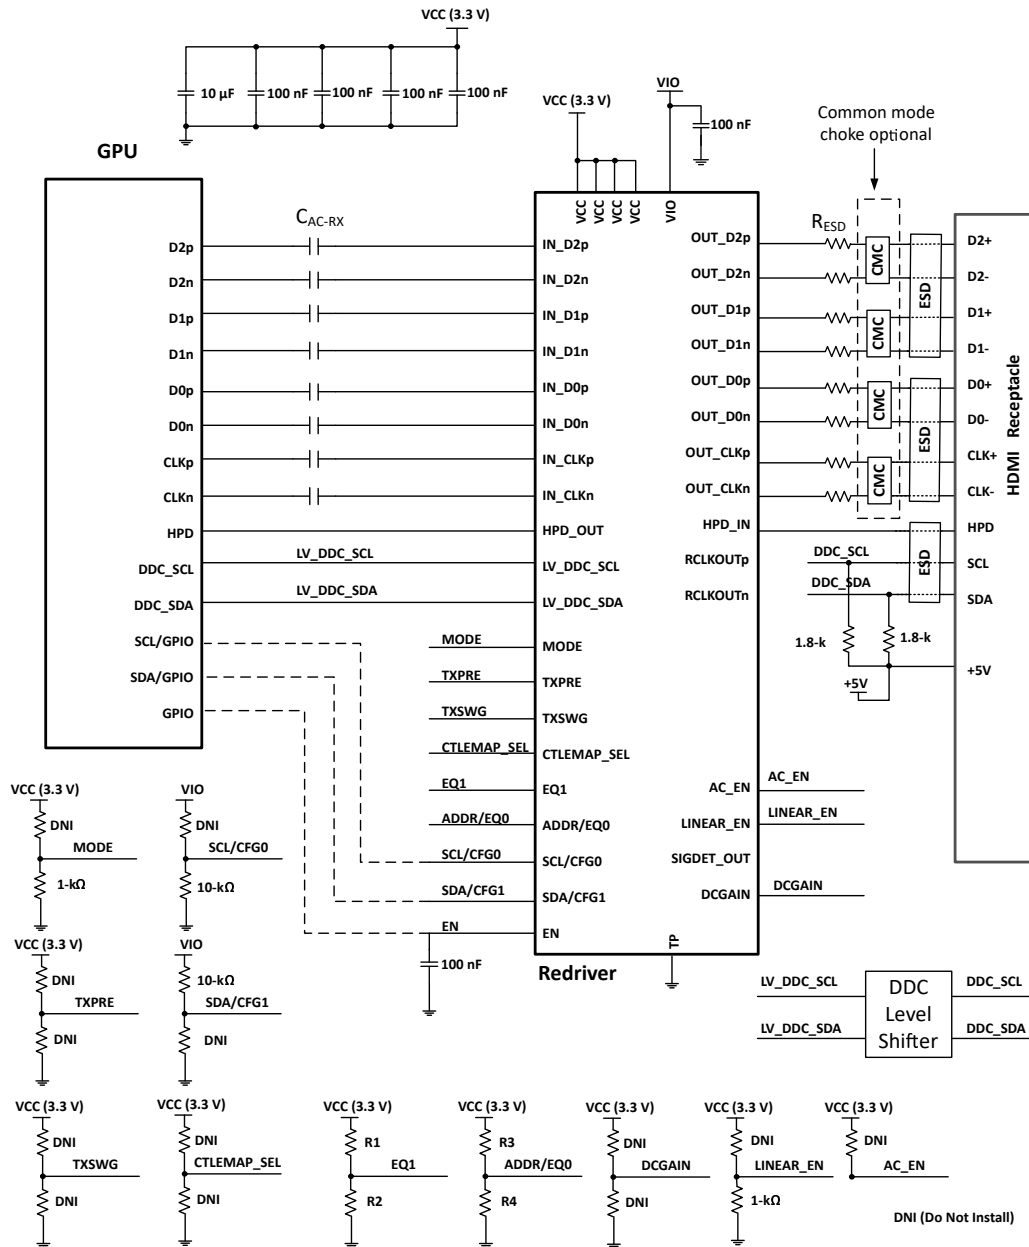 VCC (3.3 V)
10 µF
100 nF
100 nF
100 nF
100 nF
VCC (3.3 V)
VIO
100 nF
Common mode
choke optional
GPU
C_AC-RX
R_ESD
VCC
VCC
VCC
VCC
VIO
D2p
D2n
D1p
D1n
D0p
D0n
CLKp
CLKn
HPD
DDC_SCL
DDC_SDA
SCL/GPIO
SDA/GPIO
GPIO
LV_DDC_SCL
LV_DDC_SDA
MODE
TXPRE
TXSWG
CTLEMAP_SEL
EQ1
ADDR/EQ0
SCL/CFG0
SDA/CFG1
EN
100 nF
IN_D2p
IN_D2n
IN_D1p
IN_D1n
IN_D0p
IN_D0n
IN_CLKp
IN_CLKn
HPD_OUT
LV_DDC_SCL
LV_DDC_SDA
MODE
TXPRE
TXSWG
CTLEMAP_SEL
EQ1
ADDR/EQ0
SCL/CFG0
SDA/CFG1
EN
OUT_D2p
OUT_D2n
OUT_D1p
OUT_D1n
OUT_D0p
OUT_D0n
OUT_CLKp
OUT_CLKn
HPD_IN
RCLKOUTp
RCLKOUTn
AC_EN
LINEAR_EN
SIGDET_OUT
DCGAIN
TP
Redriver
AC_EN
LINEAR_EN
DCGAIN
CMC
CMC
CMC
CMC
ESD
ESD
ESD
DDC_SCL
DDC_SDA
1.8-k
1.8-k
+5V
D2+
D2-
D1+
D1-
D0+
D0-
CLK+
CLK-
HPD
SCL
SDA
+5V
HDMI Receptacle
LV_DDC_SCL
LV_DDC_SDA
DDC
Level
Shifter
DDC_SCL
DDC_SDA
VCC (3.3 V)
DNI
MODE
1-kΩ
VIO
DNI
SCL/CFG0
10-kΩ
VCC (3.3 V)
DNI
TXPRE
DNI
VIO
10-kΩ
SDA/CFG1
DNI
VCC (3.3 V)
DNI
TXSWG
DNI
VCC (3.3 V)
DNI
CTLEMAP_SEL
DNI
VCC (3.3 V)
R1
EQ1
R2
VCC (3.3 V)
R3
ADDR/EQ0
R4
VCC (3.3 V)
DNI
DCGAIN
DNI
VCC (3.3 V)
DNI
LINEAR_EN
1-kΩ
VCC (3.3 V)
DNI
AC_EN
DNI (Do Not Install)